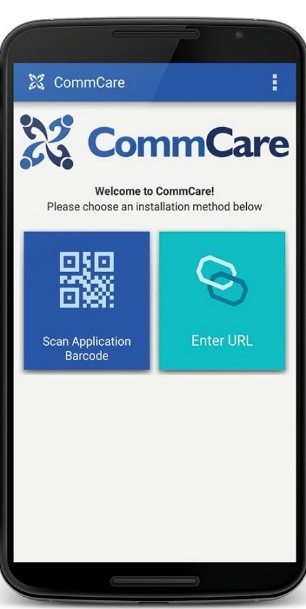 CommCare
CommCare
Welcome to CommCare!
Please choose an installation method below
Scan Application
Barcode
Enter URL